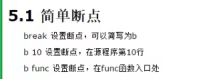 5.1 简单断点
break 设置断点，可以简写为b
b 10 设置断点，在源程序第10行
b func 设置断点，在func函数入口处